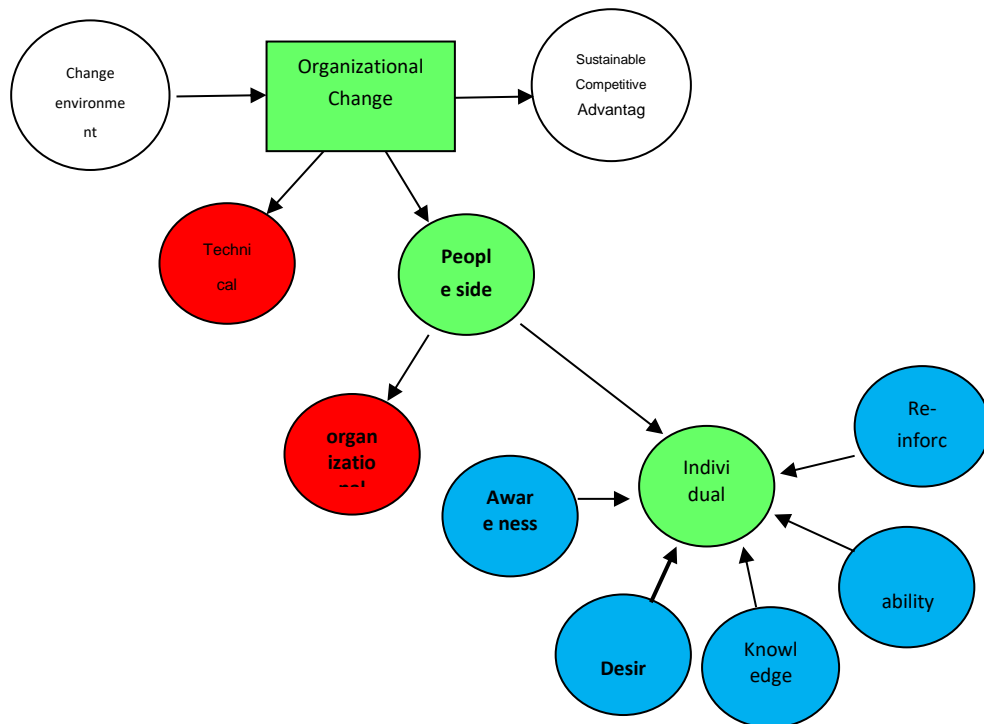 Change
environme
nt
Organizational
Change
Sustainable
Competitive
Advantag
Techni
cal
Peopl
e side
organ
izatio
nal
Indivi
dual
Re-
inforc
Awar
e ness
ability
Desir
Knowl
edge